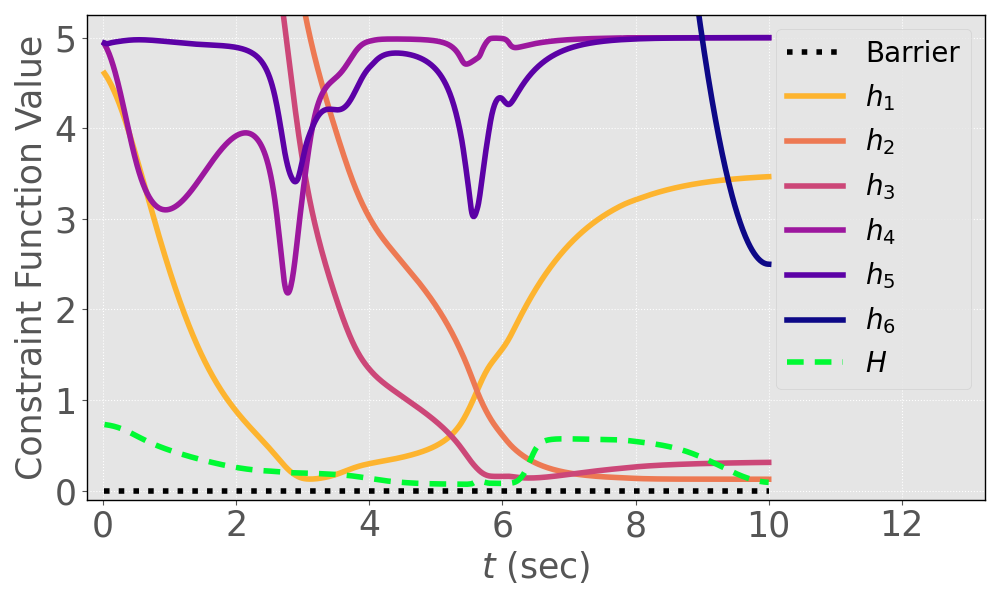 Constraint Function Value
5
4
3
2
1
0
0 2 4 6 8 10 12
t (sec)
Barrier
h₁
h₂
h₃
h₄
h₅
h₆
H